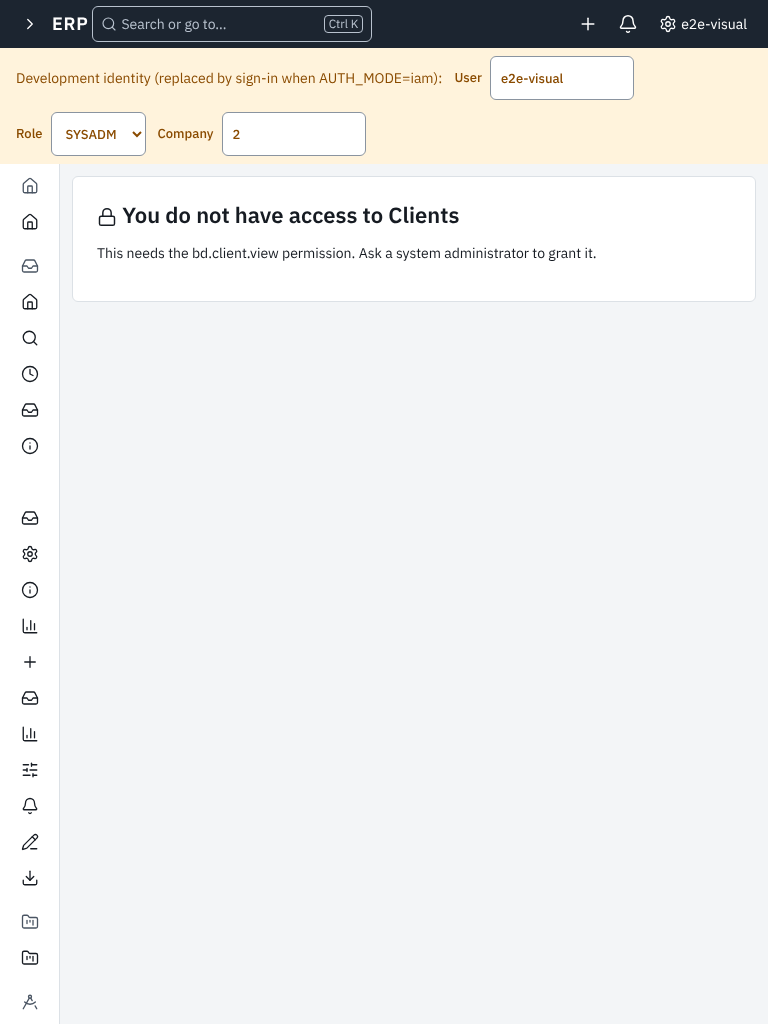 ERP
Search or go to...
Ctrl K
e2e-visual
Development identity (replaced by sign-in when AUTH_MODE=iam):
User
e2e-visual
Role
SYSADM
Company
2
You do not have access to Clients
This needs the bd.client.view permission. Ask a system administrator to grant it.